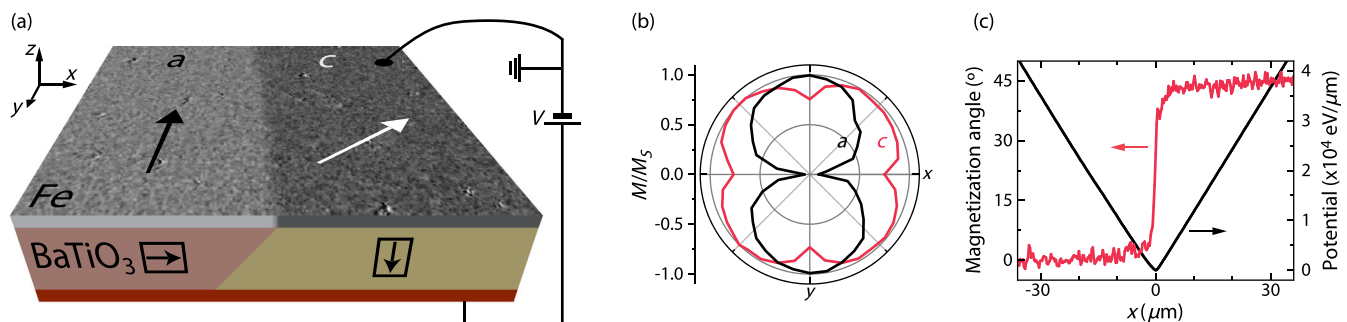 (a)
z
x
y
a
c
Fe
BaTiO3
V
(b)
M/MS
1.0
0.5
0.0
-0.5
-1.0
a
c
x
y
(c)
Magnetization angle (º)
45
30
15
0
-30
0
30
x (μm)
4
3
2
1
0
Potential (x10⁴ eV/μm)